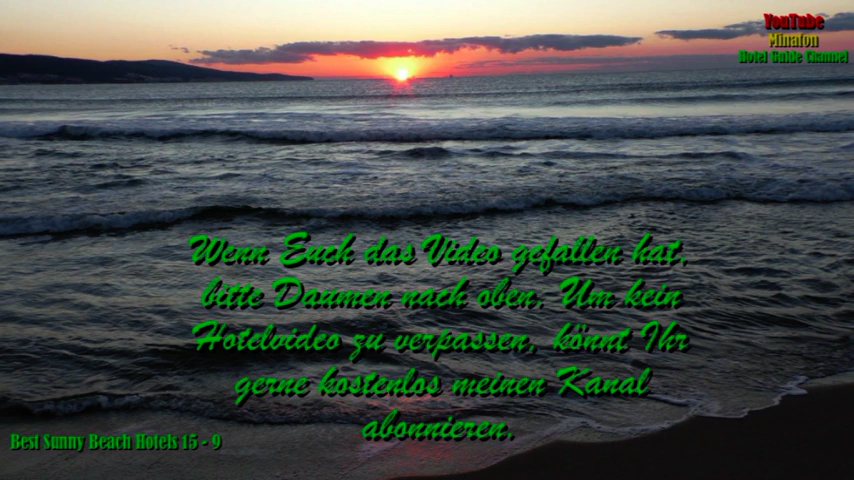 YouTube
Minafon
Hotel Guide Channel
Wenn Euch das Video gefallen hat,
bitte Daumen nach oben. Um kein
Hotelvideo zu verpassen, könnt Ihr
gerne kostenlos meinen Kanal
abonnieren.
Best Sunny Beach Hotels 15 - 9